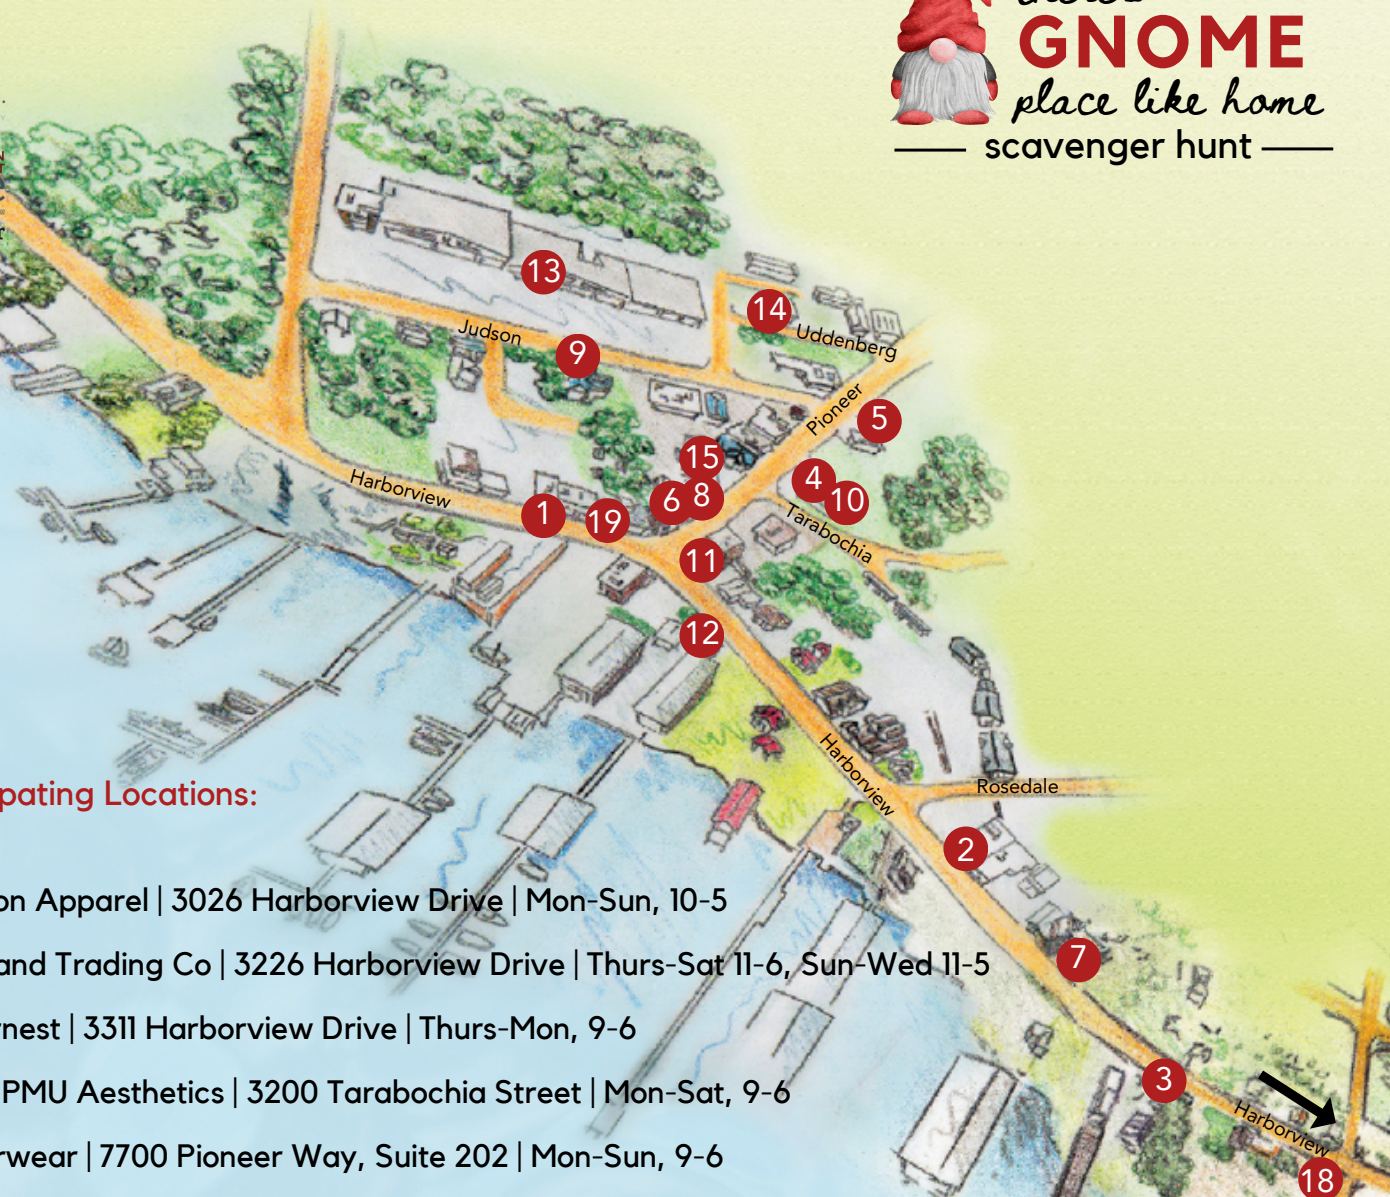 GNOME
place like home
scavenger hunt
13
14
Judson
Uddenberg
9
Pioneer
5
15
4
Harborview
6
8
10
1
19
Tarabochia
11
12
Harborview
Rosedale
pating Locations:
2
on Apparel | 3026 Harborview Drive | Mon-Sun, 10-5
7
and Trading Co | 3226 Harborview Drive | Thurs-Sat 11-6, Sun-Wed 11-5
rnest | 3311 Harborview Drive | Thurs-Mon, 9-6
3
PMU Aesthetics | 3200 Tarabochia Street | Mon-Sat, 9-6
Harborview
rwear | 7700 Pioneer Way, Suite 202 | Mon-Sun, 9-6
18